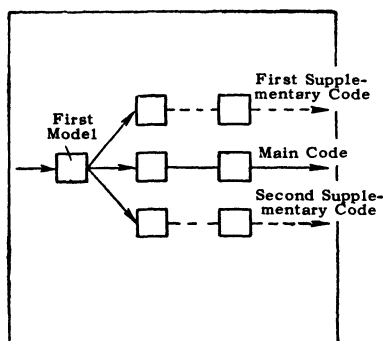 First Supple-
mentary Code
First
Model
Main Code
Second Supple-
mentary Code